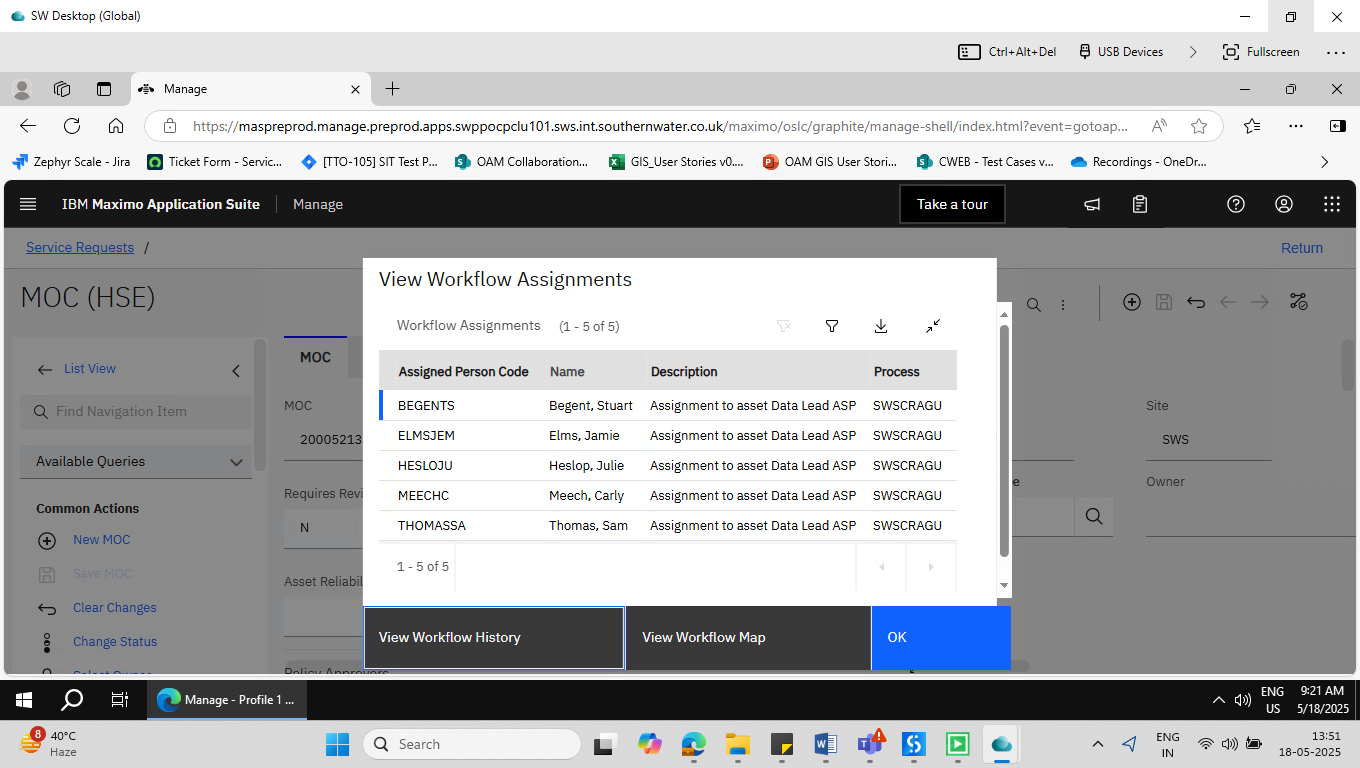 SW Desktop (Global)
Ctrl+Alt+Del
USB Devices
Fullscreen
Manage
https://maspreprod.manage.preprod.apps.swppocpclu101.sws.int.southernwater.co.uk/maximo/oslc/graphite/manage-shell/index.html?event=gotoap...
Zephyr Scale - Jira
Ticket Form - Servic...
[TTO-105] SIT Test P...
OAM Collaboration...
GIS_User Stories v0....
OAM GIS User Stori...
CWEB - Test Cases v...
Recordings - OneDr...
IBM Maximo Application Suite
Manage
Take a tour
Service Requests /
Return
MOC (HSE)
List View
Find Navigation Item
Available Queries
Common Actions
New MOC
Save MOC
Clear Changes
Change Status
MOC
MOC
20005213
Requires Revi
N
Asset Reliabil
Policy Approvers
Site
SWS
Owner
View Workflow Assignments
Workflow Assignments (1 - 5 of 5)
Assigned Person Code Name Description Process
BEGENTS Begent, Stuart Assignment to asset Data Lead ASP SWSCRAGU
ELMSJEM Elms, Jamie Assignment to asset Data Lead ASP SWSCRAGU
HESLOJU Heslop, Julie Assignment to asset Data Lead ASP SWSCRAGU
MEECHC Meech, Carly Assignment to asset Data Lead ASP SWSCRAGU
THOMASSA Thomas, Sam Assignment to asset Data Lead ASP SWSCRAGU
1 - 5 of 5
View Workflow History
View Workflow Map
OK
Manage - Profile 1 ...
ENG
US
9:21 AM
5/18/2025
8
40°C
Haze
Search
ENG
IN
13:51
18-05-2025